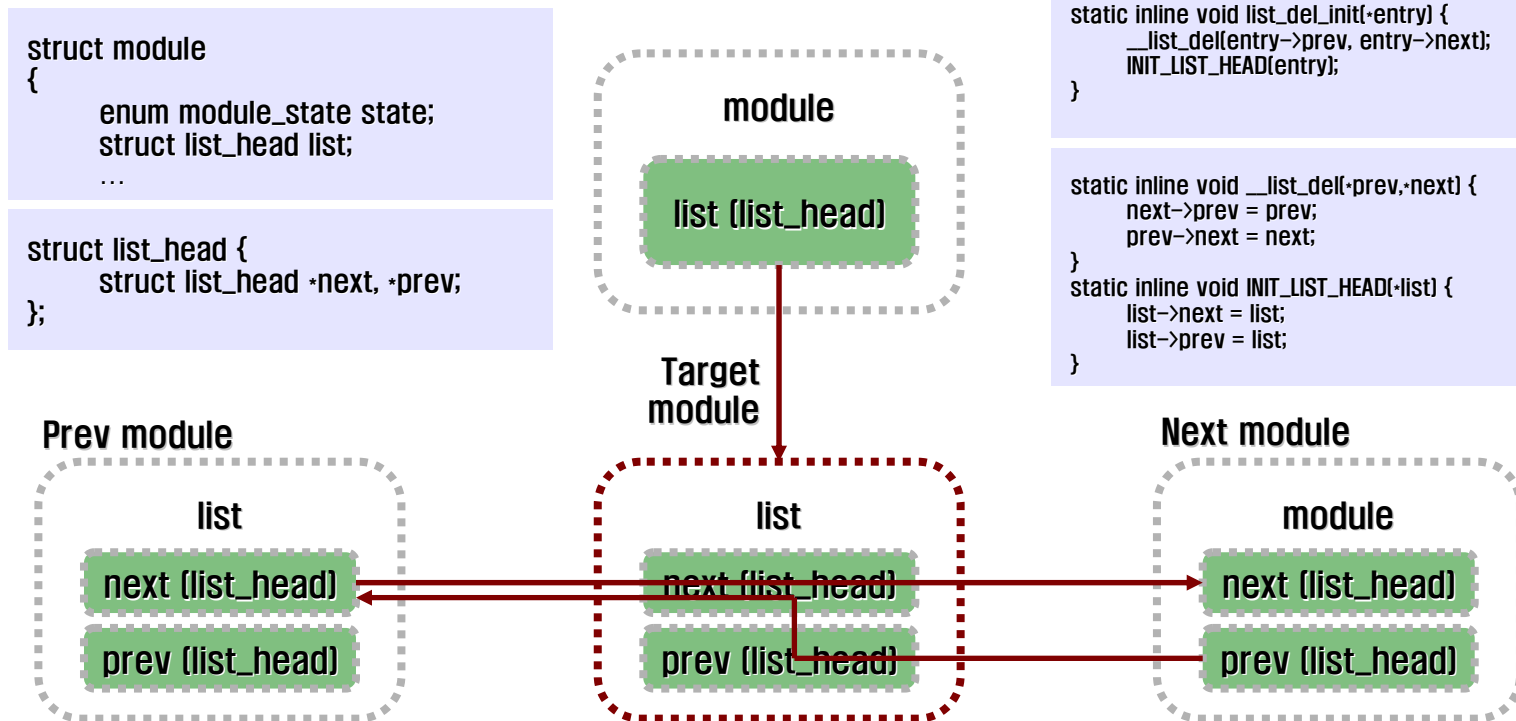 struct module
{
enum module_state state;
struct list_head list;
…
struct list_head {
struct list_head *next, *prev;
};
module
list (list_head)
static inline void list_del_init(*entry) {
__list_del(entry->prev, entry->next);
INIT_LIST_HEAD(entry);
}
static inline void __list_del(*prev,*next) {
next->prev = prev;
prev->next = next;
}
static inline void INIT_LIST_HEAD(*list) {
list->next = list;
list->prev = list;
}
Target
module
Prev module
list
next (list_head)
prev (list_head)
list
next (list_head)
prev (list_head)
Next module
module
next (list_head)
prev (list_head)